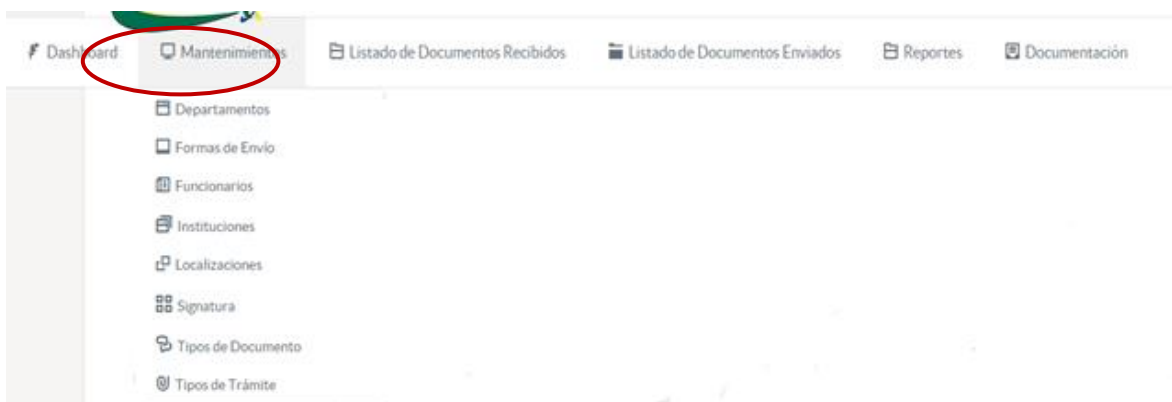 Dashboard Mantenimientos Listado de Documentos Recibidos Listado de Documentos Enviados Reportes Documentación
Departamentos
Formas de Envío
Funcionarios
Instituciones
Localizaciones
Signatura
Tipos de Documento
Tipos de Trámite